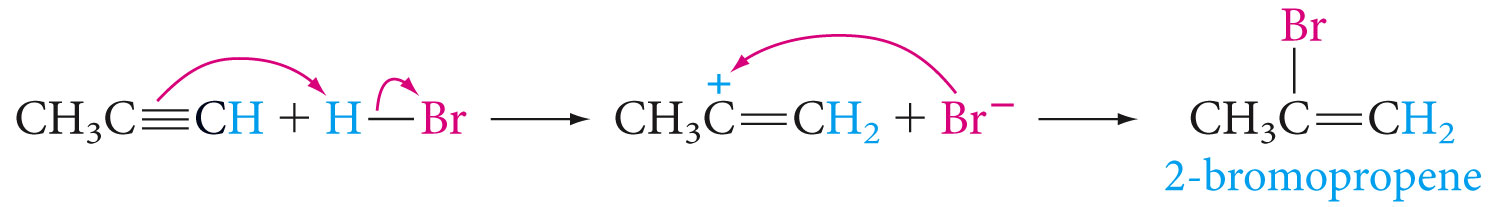 Br
CH₃C≡CH + H—Br ⟶ CH₃C⁺=CH₂ + Br⁻ ⟶ CH₃C=CH₂
2-bromopropene